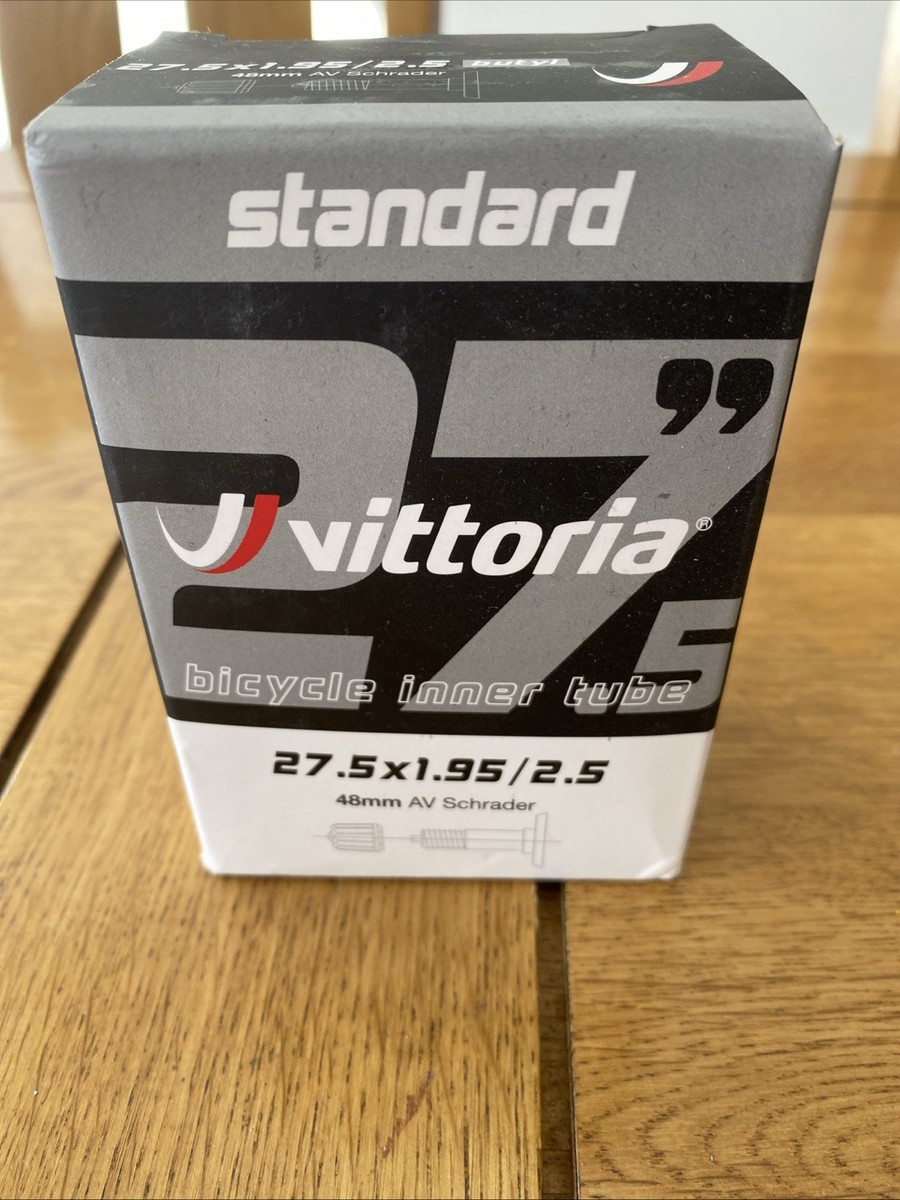 27.5x1.95/2.5 butyl
48mm AV Schrader
standard
27.5”
vittoria®
bicycle inner tube
27.5x1.95/2.5
48mm AV Schrader